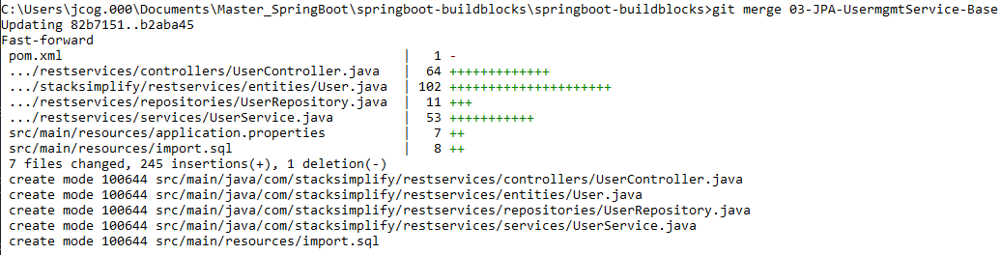 C:\Users\jcog.000\Documents\Master_SpringBoot\springboot-buildblocks\springboot-buildblocks>git merge 03-JPA-UsermgmtService-Base
Updating 82b7151..b2aba45
Fast-forward
 pom.xml                                            |   1 -
 .../restservices/controllers/UserController.java   |  64 +++++++++++++
 .../stacksimplify/restservices/entities/User.java  | 102 +++++++++++++++++++++
 .../restservices/repositories/UserRepository.java  |  11 +++
 .../restservices/services/UserService.java         |  53 +++++++++++
 src/main/resources/application.properties          |   7 ++
 src/main/resources/import.sql                      |   8 ++
 7 files changed, 245 insertions(+), 1 deletion(-)
 create mode 100644 src/main/java/com/stacksimplify/restservices/controllers/UserController.java
 create mode 100644 src/main/java/com/stacksimplify/restservices/entities/User.java
 create mode 100644 src/main/java/com/stacksimplify/restservices/repositories/UserRepository.java
 create mode 100644 src/main/java/com/stacksimplify/restservices/services/UserService.java
 create mode 100644 src/main/resources/import.sql